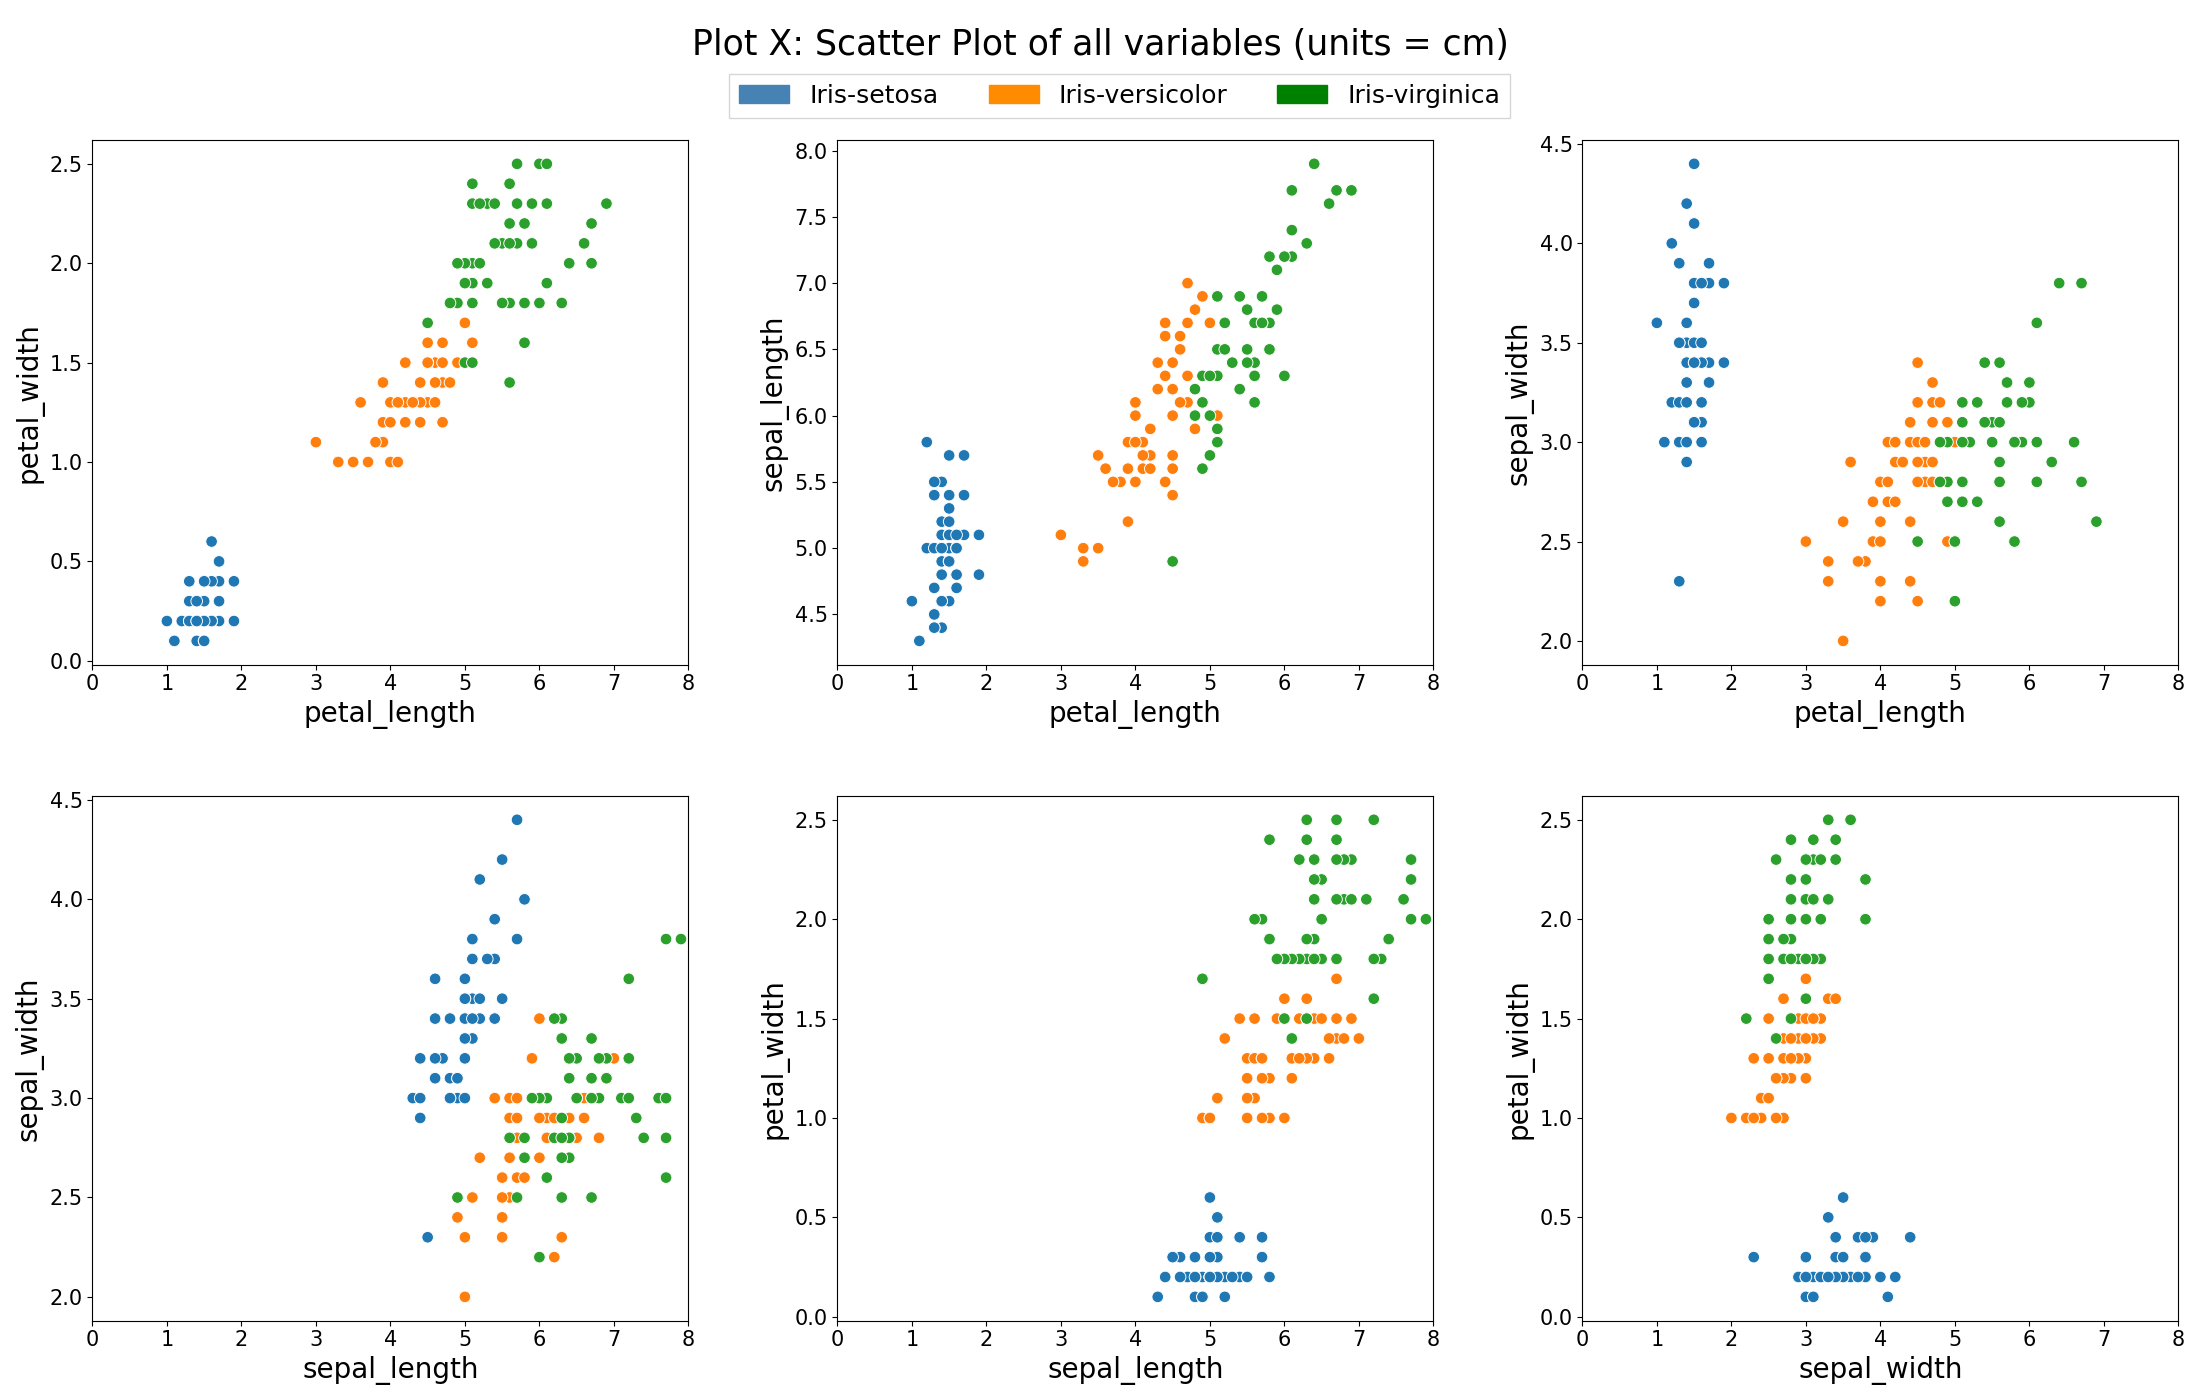 Plot X: Scatter Plot of all variables (units = cm)
Iris-setosa Iris-versicolor Iris-virginica
2.5
2.0
1.5
1.0
0.5
0.0
petal_width
0 1 2 3 4 5 6 7 8
petal_length
8.0
7.5
7.0
6.5
6.0
5.5
5.0
4.5
sepal_length
0 1 2 3 4 5 6 7 8
petal_length
4.5
4.0
3.5
3.0
2.5
2.0
sepal_width
0 1 2 3 4 5 6 7 8
petal_length
4.5
4.0
3.5
3.0
2.5
2.0
sepal_width
0 1 2 3 4 5 6 7 8
sepal_length
2.5
2.0
1.5
1.0
0.5
0.0
petal_width
0 1 2 3 4 5 6 7 8
sepal_length
2.5
2.0
1.5
1.0
0.5
0.0
petal_width
0 1 2 3 4 5 6 7 8
sepal_width